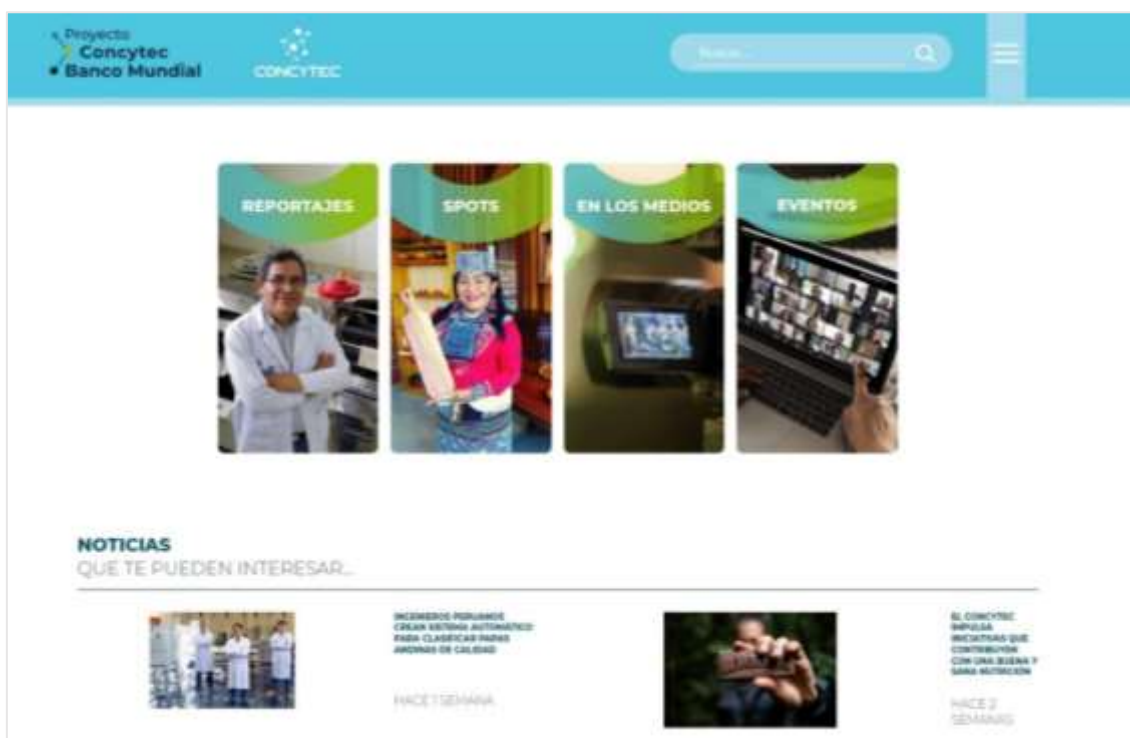 Proyecto
Concytec
Banco Mundial
CONCYTEC
Buscar...
REPORTAJES
SPOTS
EN LOS MEDIOS
EVENTOS
NOTICIAS
QUE TE PUEDEN INTERESAR...
INGENIEROS PERUANOS
CREAN SISTEMA AUTOMÁTICO
PARA CLASIFICAR PAPAS
ANDINAS DE CALIDAD
HACE 1 SEMANA
EL CONCYTEC
IMPULSA
INICIATIVAS QUE
CONTRIBUYEN
CON UNA BUENA Y
SANA NUTRICIÓN
HACE 2
SEMANAS